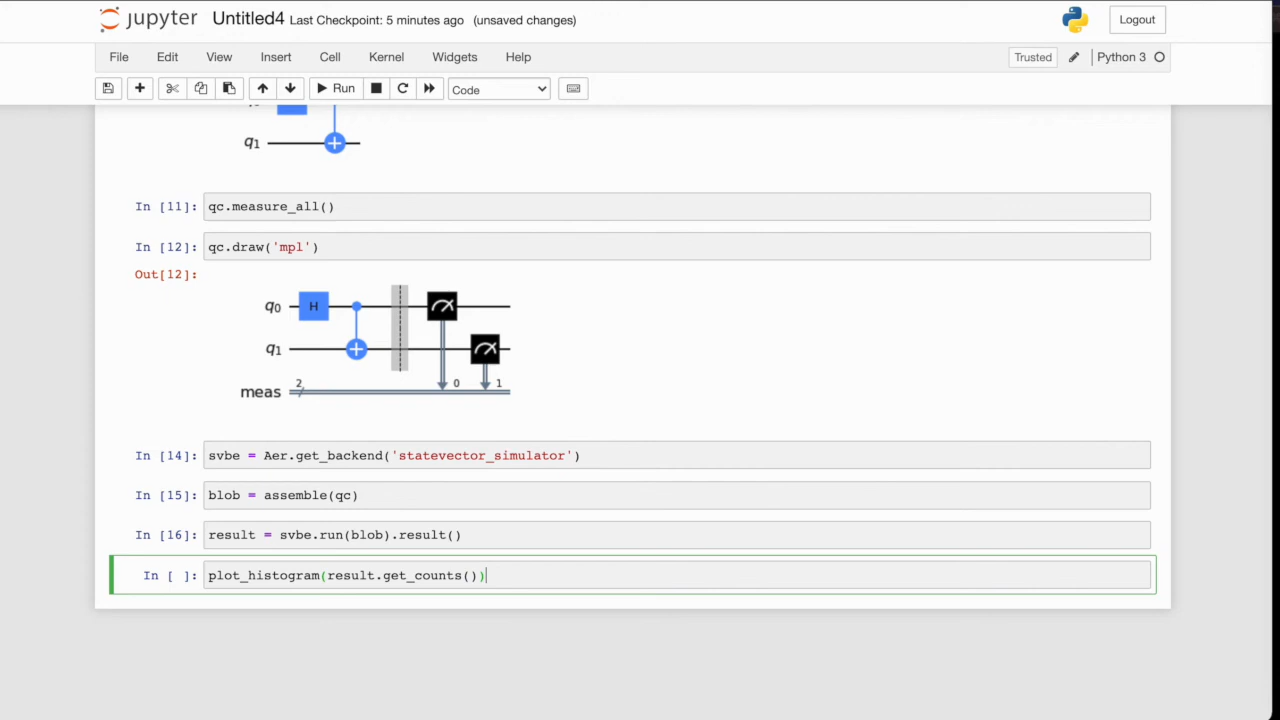 jupyter Untitled4 Last Checkpoint: 5 minutes ago (unsaved changes) Logout
File Edit View Insert Cell Kernel Widgets Help Trusted Python 3
Run Code
q1
In [11]: qc.measure_all()
In [12]: qc.draw('mpl')
Out[12]:
q0 H
q1
meas 2 0 1
In [14]: svbe = Aer.get_backend('statevector_simulator')
In [15]: blob = assemble(qc)
In [16]: result = svbe.run(blob).result()
In [ ]: plot_histogram(result.get_counts())